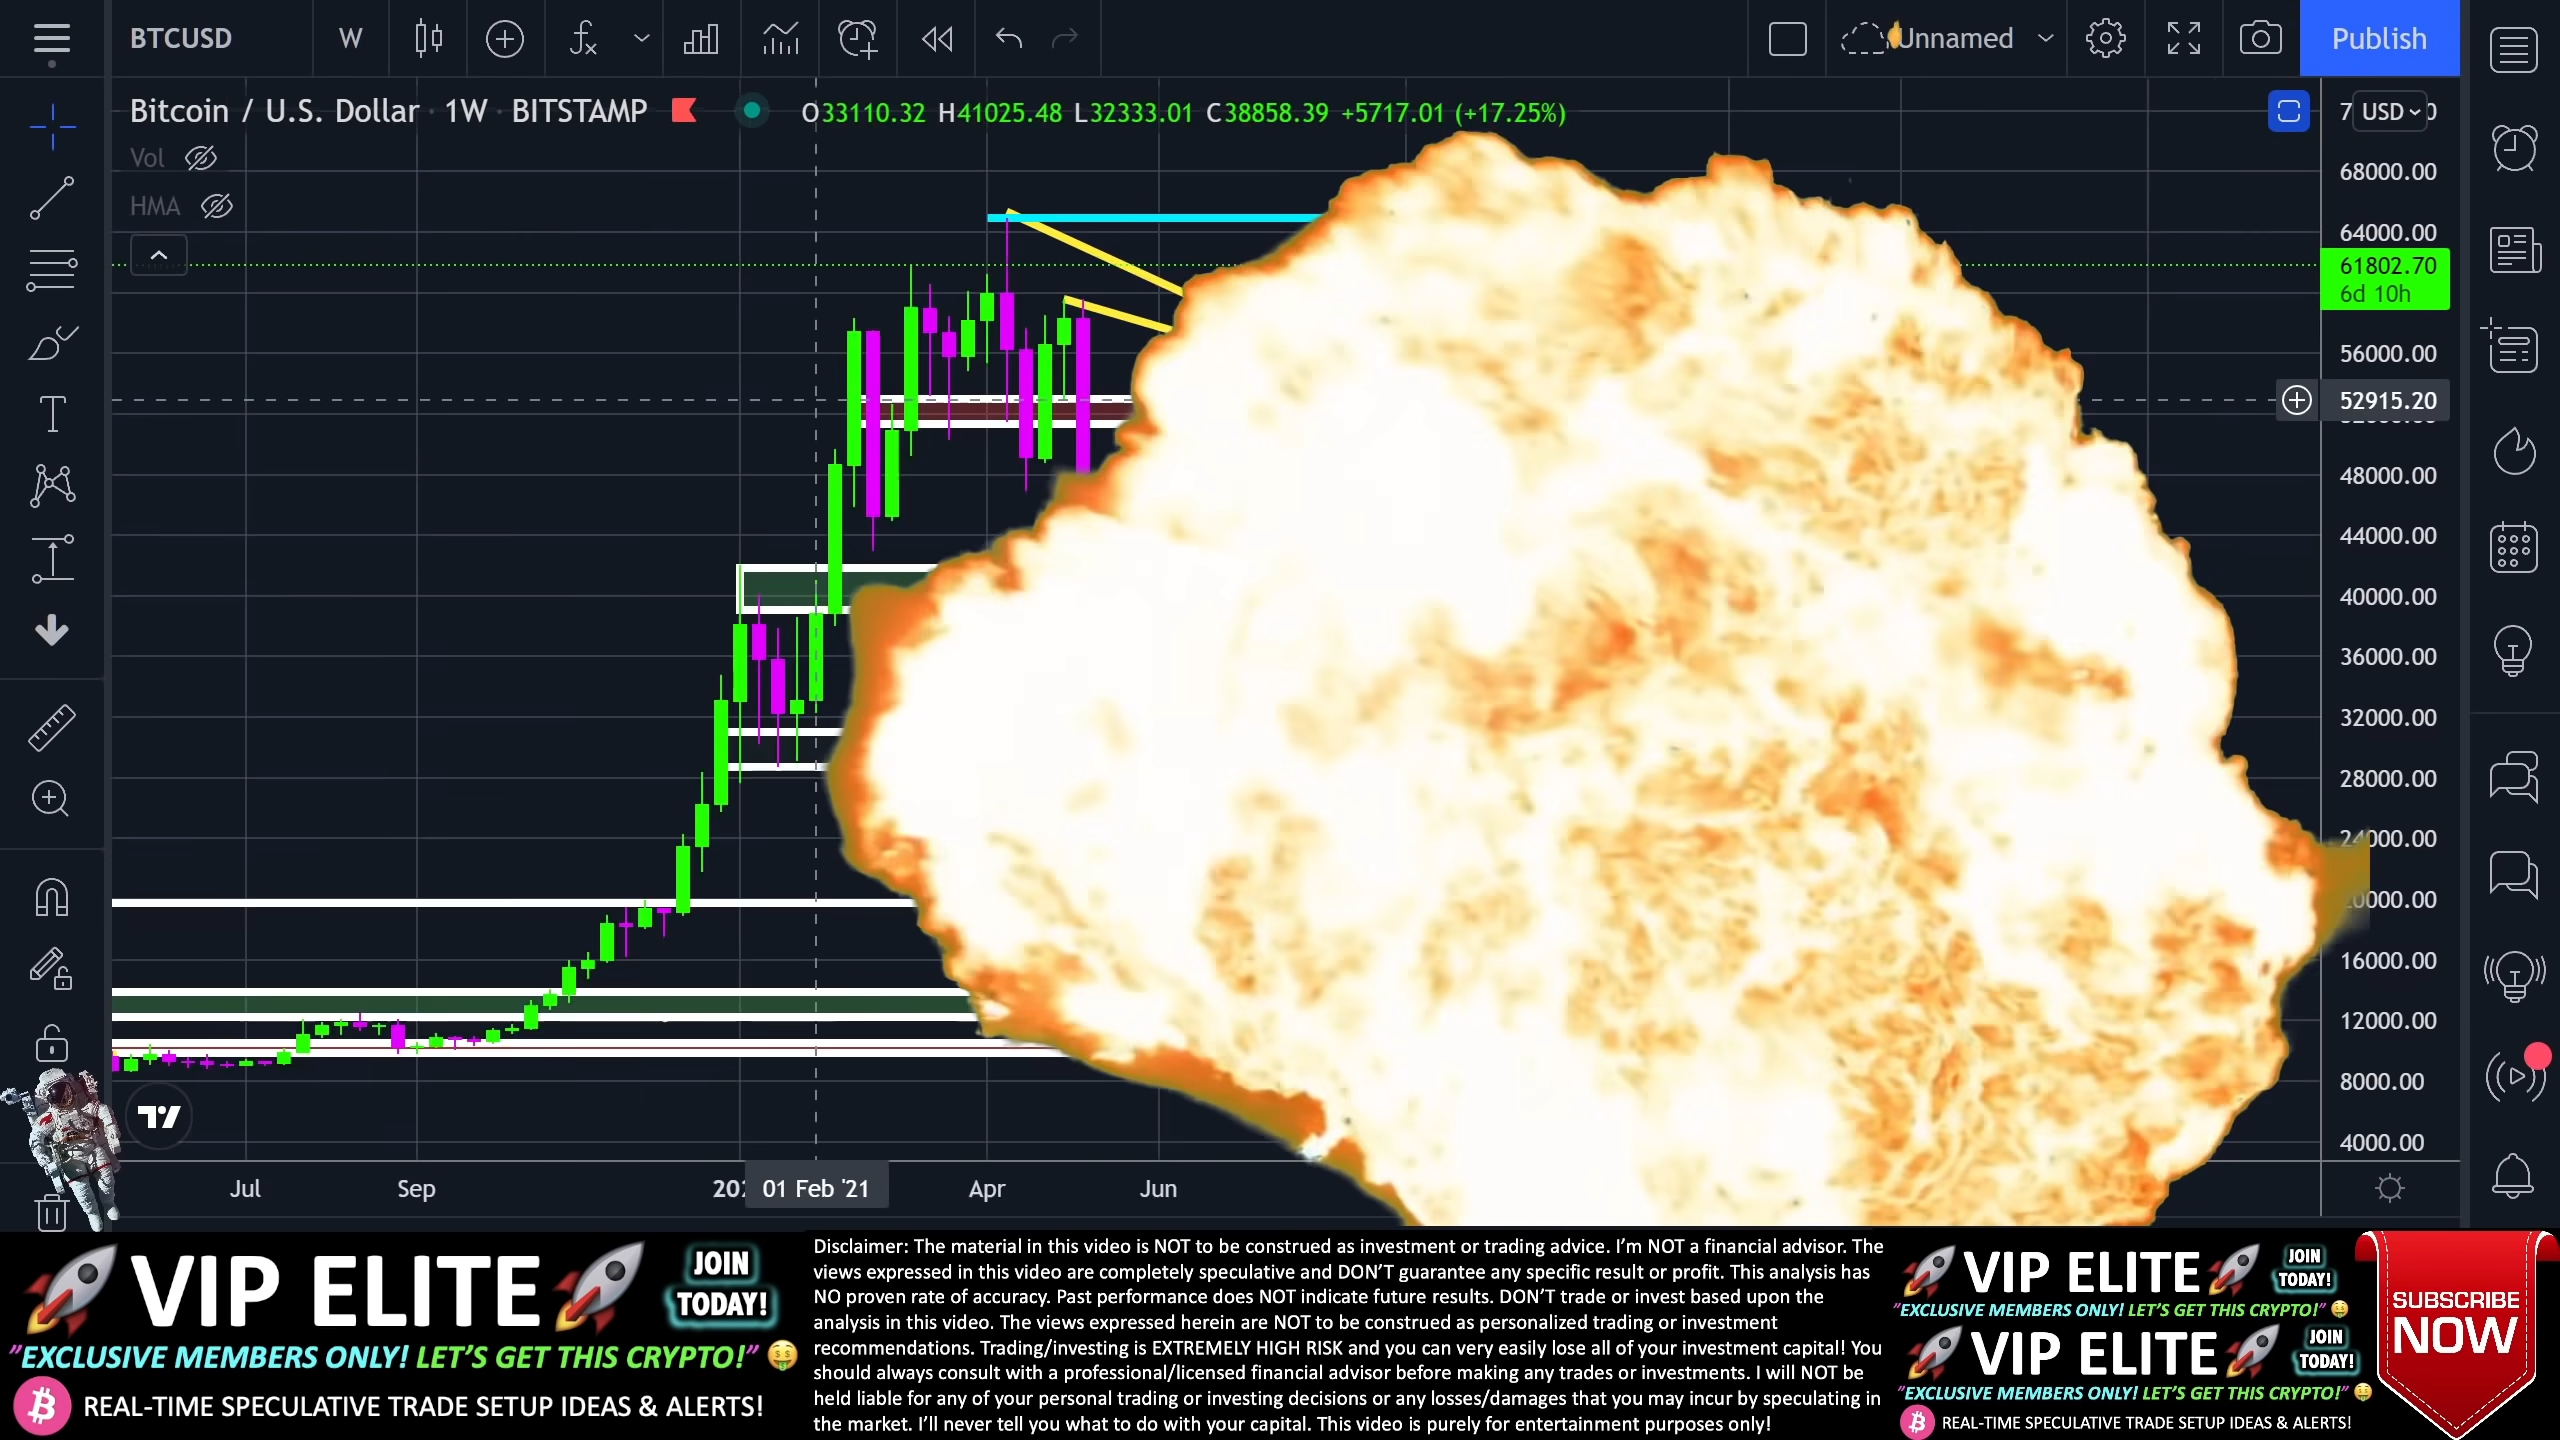 BTCUSD
W
Unnamed
Publish
Bitcoin / U.S. Dollar · 1W · BITSTAMP
O33110.32 H41025.48 L32333.01 C38858.39 +5717.01 (+17.25%)
USD
Vol
HMA
68000.00
64000.00
61802.70
6d 10h
56000.00
52915.20
48000.00
44000.00
40000.00
36000.00
32000.00
28000.00
24000.00
20000.00
16000.00
12000.00
8000.00
4000.00
Jul
Sep
01 Feb '21
Apr
Jun
VIP ELITE
JOIN
TODAY!
"EXCLUSIVE MEMBERS ONLY! LET'S GET THIS CRYPTO!"
REAL-TIME SPECULATIVE TRADE SETUP IDEAS & ALERTS!
Disclaimer: The material in this video is NOT to be construed as investment or trading advice. I'm NOT a financial advisor. The
views expressed in this video are completely speculative and DON'T guarantee any specific result or profit. This analysis has
NO proven rate of accuracy. Past performance does NOT indicate future results. DON'T trade or invest based upon the
analysis in this video. The views expressed herein are NOT to be construed as personalized trading or investment
recommendations. Trading/investing is EXTREMELY HIGH RISK and you can very easily lose all of your investment capital! You
should always consult with a professional/licensed financial advisor before making any trades or investments. I will NOT be
held liable for any of your personal trading or investing decisions or any losses/damages that you may incur by speculating in
the market. I'll never tell you what to do with your capital. This video is purely for entertainment purposes only!
VIP ELITE
JOIN
TODAY!
"EXCLUSIVE MEMBERS ONLY! LET'S GET THIS CRYPTO!"
VIP ELITE
JOIN
TODAY!
"EXCLUSIVE MEMBERS ONLY! LET'S GET THIS CRYPTO!"
REAL-TIME SPECULATIVE TRADE SETUP IDEAS & ALERTS!
SUBSCRIBE
NOW